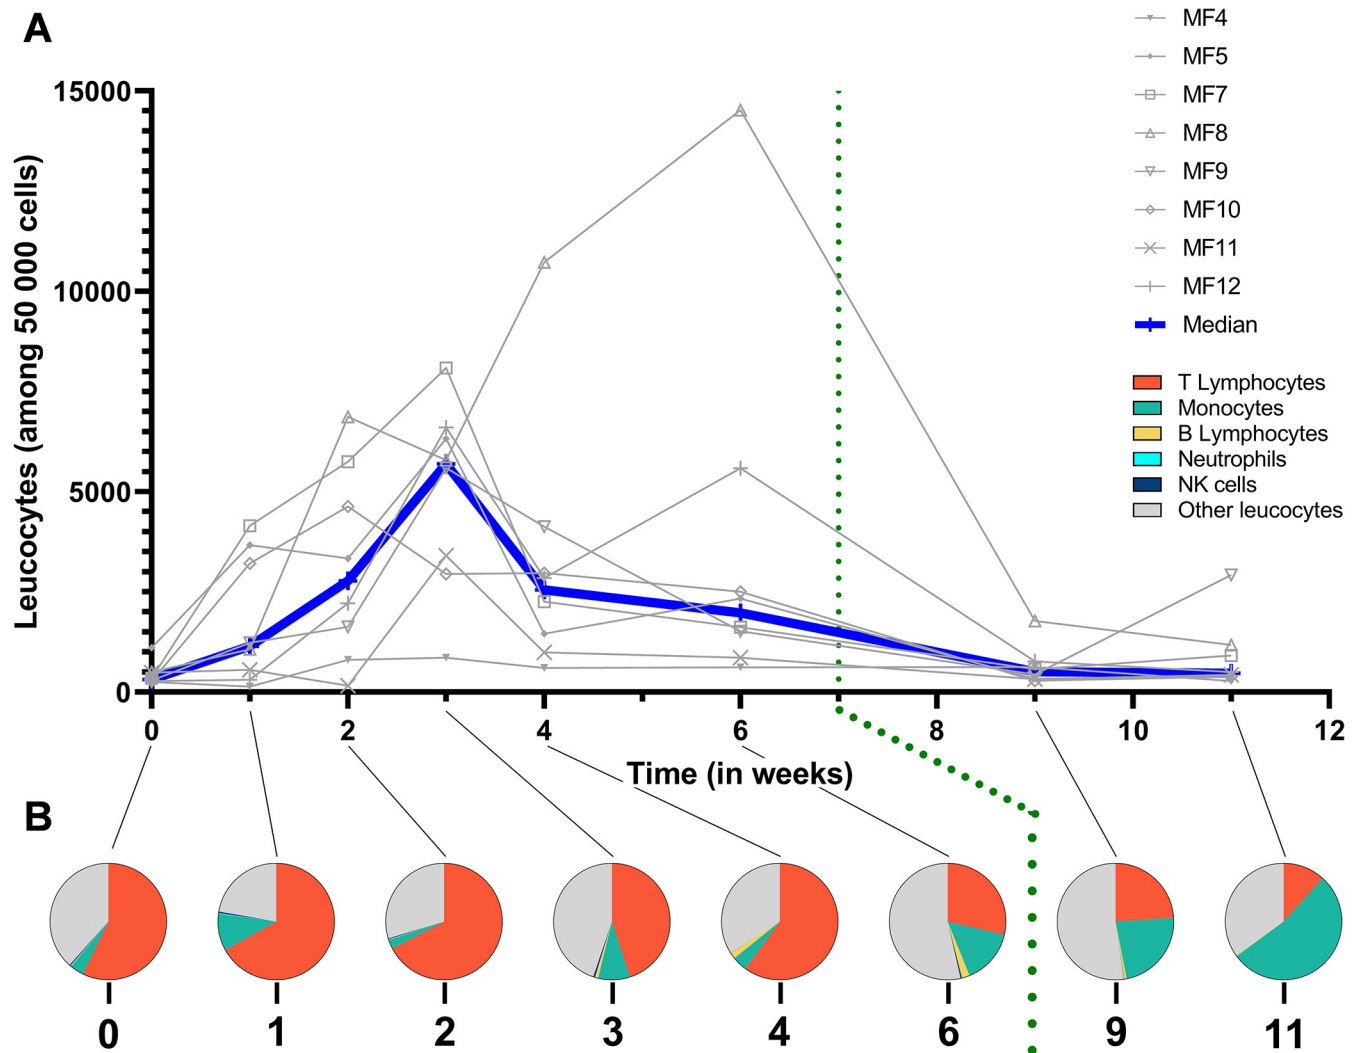 A
MF4
MF5
MF7
MF8
MF9
MF10
MF11
MF12
Median
T Lymphocytes
Monocytes
B Lymphocytes
Neutrophils
NK cells
Other leucocytes
Leucocytes (among 50 000 cells)
15000
10000
5000
0
0 2 4 6 8 10 12
Time (in weeks)
B
0 1 2 3 4 6 9 11